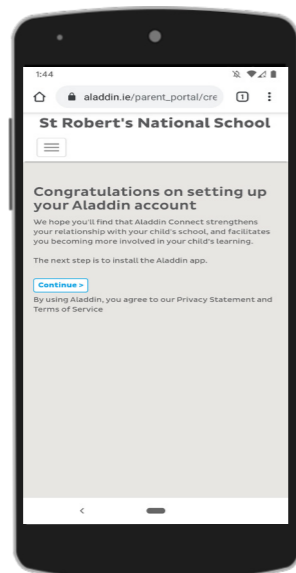 1:44
aladdin.ie/parent_portal/cre
1
St Robert's National School
Congratulations on setting up
your Aladdin account
We hope you'll find that Aladdin Connect strengthens
your relationship with your child's school, and facilitates
you becoming more involved in your child's learning.
The next step is to install the Aladdin app.
Continue >
By using Aladdin, you agree to our Privacy Statement and
Terms of Service